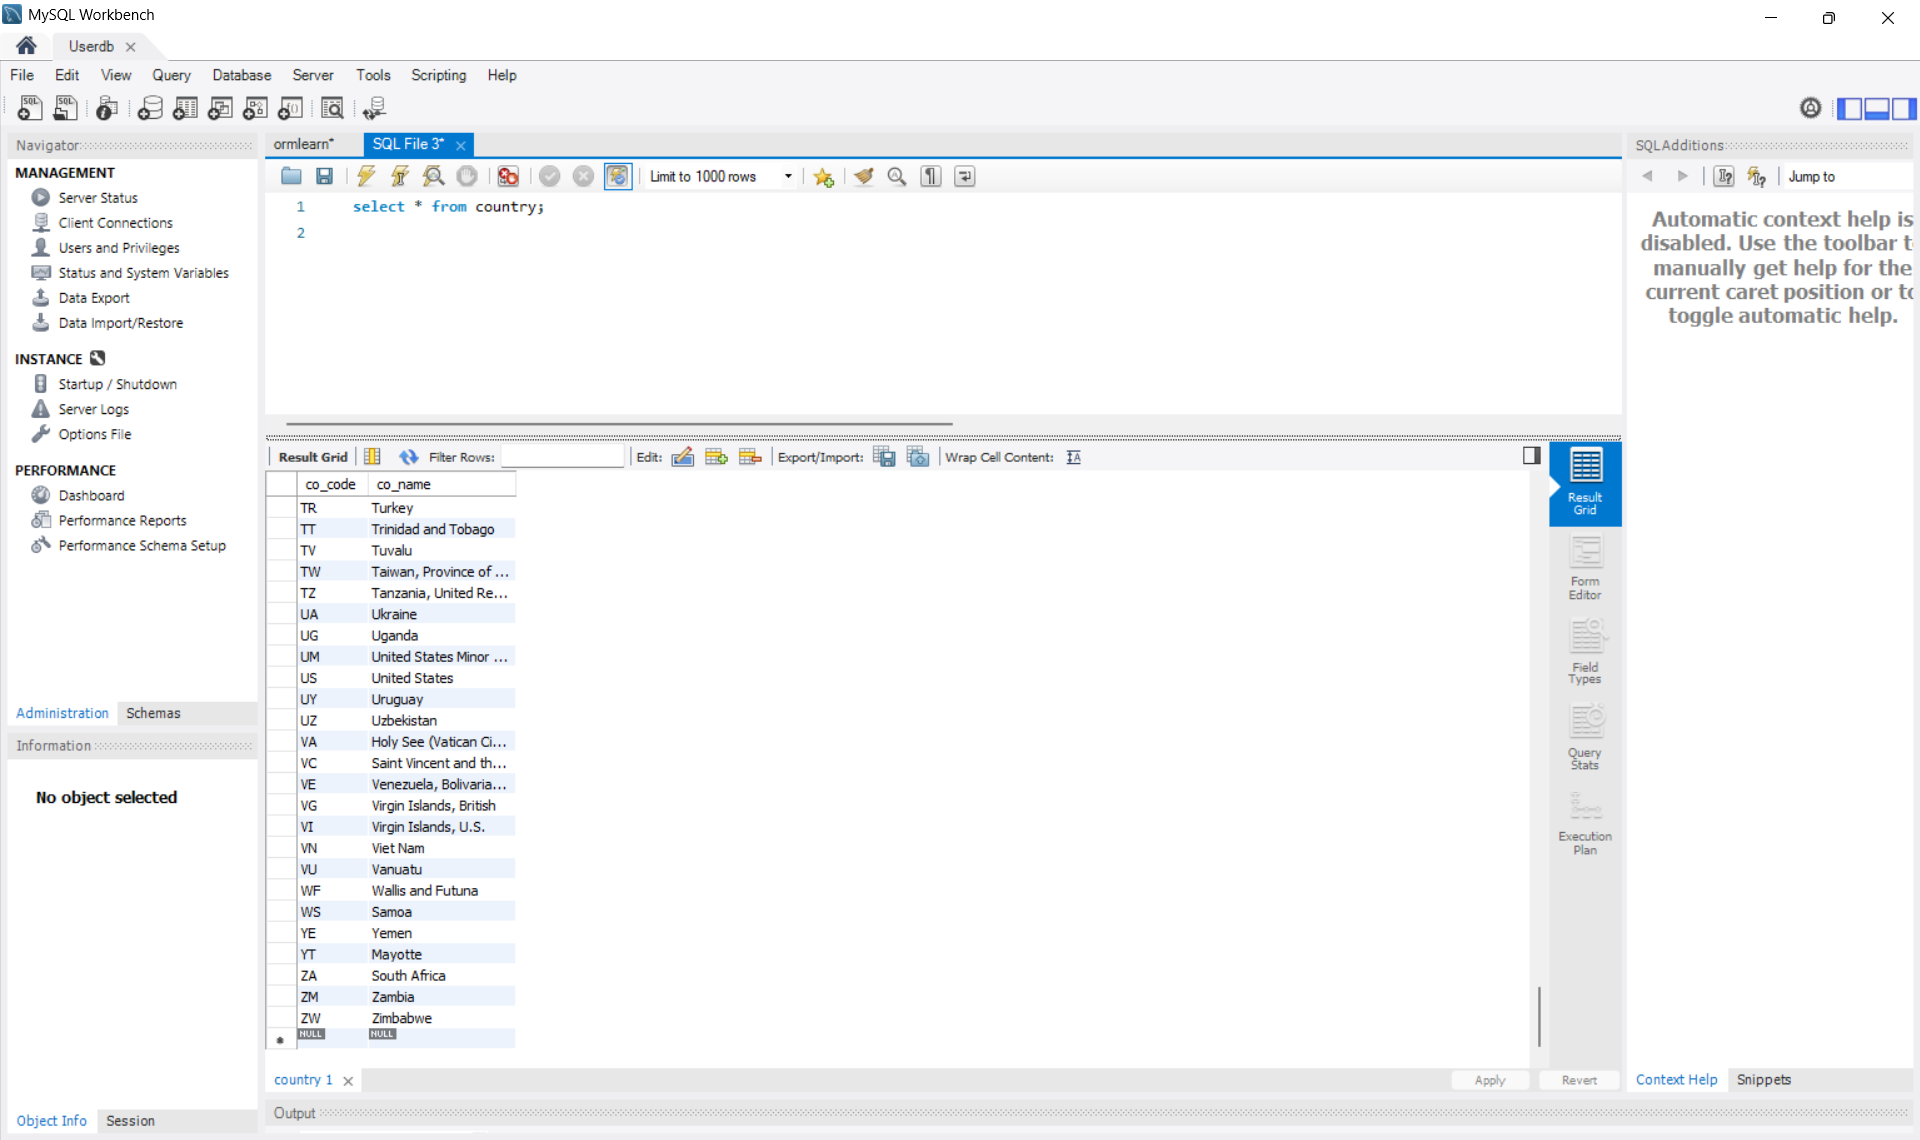 MySQL Workbench
Userdb
File Edit View Query Database Server Tools Scripting Help
Navigator
MANAGEMENT
Server Status
Client Connections
Users and Privileges
Status and System Variables
Data Export
Data Import/Restore
INSTANCE
Startup / Shutdown
Server Logs
Options File
PERFORMANCE
Dashboard
Performance Reports
Performance Schema Setup
Administration Schemas
Information
No object selected
Object Info Session
ormlearn* SQL File 3*
Limit to 1000 rows
1 select * from country;
2
Result Grid Filter Rows: Edit: Export/Import: Wrap Cell Content:
co_code co_name
TR Turkey
TT Trinidad and Tobago
TV Tuvalu
TW Taiwan, Province of ...
TZ Tanzania, United Re...
UA Ukraine
UG Uganda
UM United States Minor ...
US United States
UY Uruguay
UZ Uzbekistan
VA Holy See (Vatican Ci...
VC Saint Vincent and th...
VE Venezuela, Bolivaria...
VG Virgin Islands, British
VI Virgin Islands, U.S.
VN Viet Nam
VU Vanuatu
WF Wallis and Futuna
WS Samoa
YE Yemen
YT Mayotte
ZA South Africa
ZM Zambia
ZW Zimbabwe
NULL NULL
Result
Grid
Form
Editor
Field
Types
Query
Stats
Execution
Plan
country 1
Apply Revert
Output
SQLAdditions
Jump to
Automatic context help is
disabled. Use the toolbar t
manually get help for the
current caret position or to
toggle automatic help.
Context Help Snippets